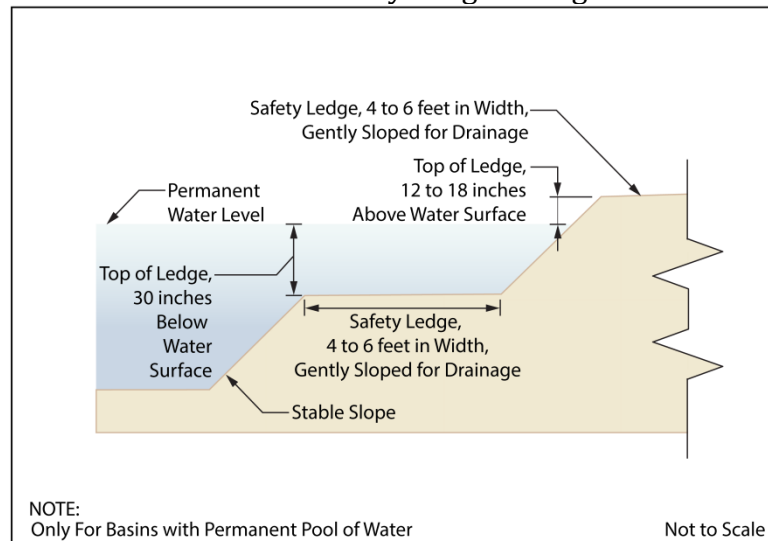 Safety Ledge, 4 to 6 feet in Width,
Gently Sloped for Drainage
Top of Ledge,
12 to 18 inches
Above Water Surface
Permanent
Water Level
Top of Ledge,
30 inches
Below
Water
Surface
Safety Ledge,
4 to 6 feet in Width,
Gently Sloped for Drainage
Stable Slope
NOTE:
Only For Basins with Permanent Pool of Water
Not to Scale